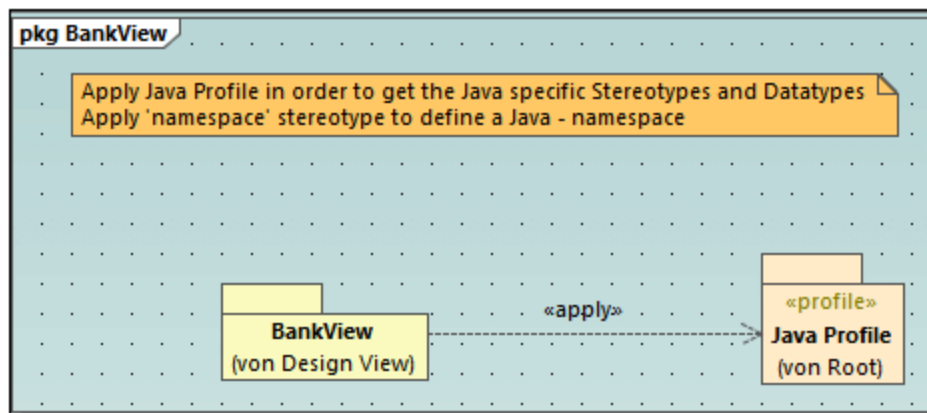 pkg BankView
Apply Java Profile in order to get the Java specific Stereotypes and Datatypes
Apply 'namespace' stereotype to define a Java - namespace
«apply»
BankView
(von Design View)
«profile»
Java Profile
(von Root)